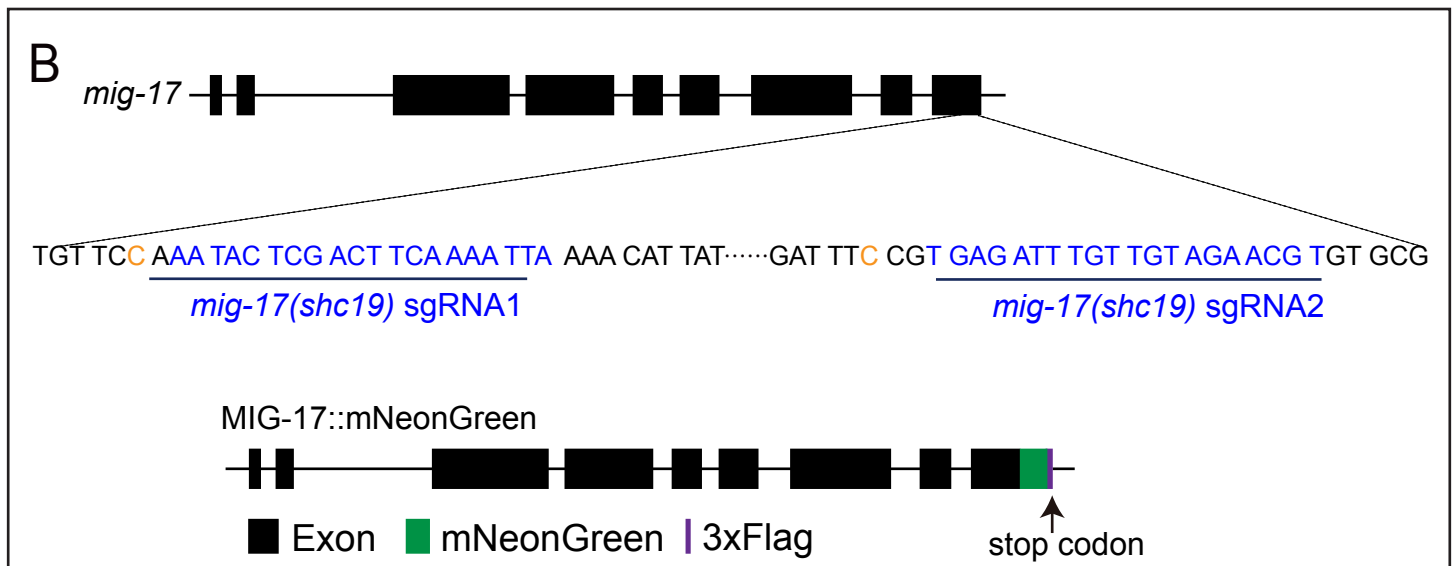 B
mig-17
TGT TCC AAA TAC TCG ACT TCA AAA TTA AAA CAT TAT······GAT TTC CGT GAG ATT TGT TGT AGA ACG TGT GCG
mig-17(shc19) sgRNA1 mig-17(shc19) sgRNA2
MIG-17::mNeonGreen
Exon mNeonGreen 3xFlag stop codon